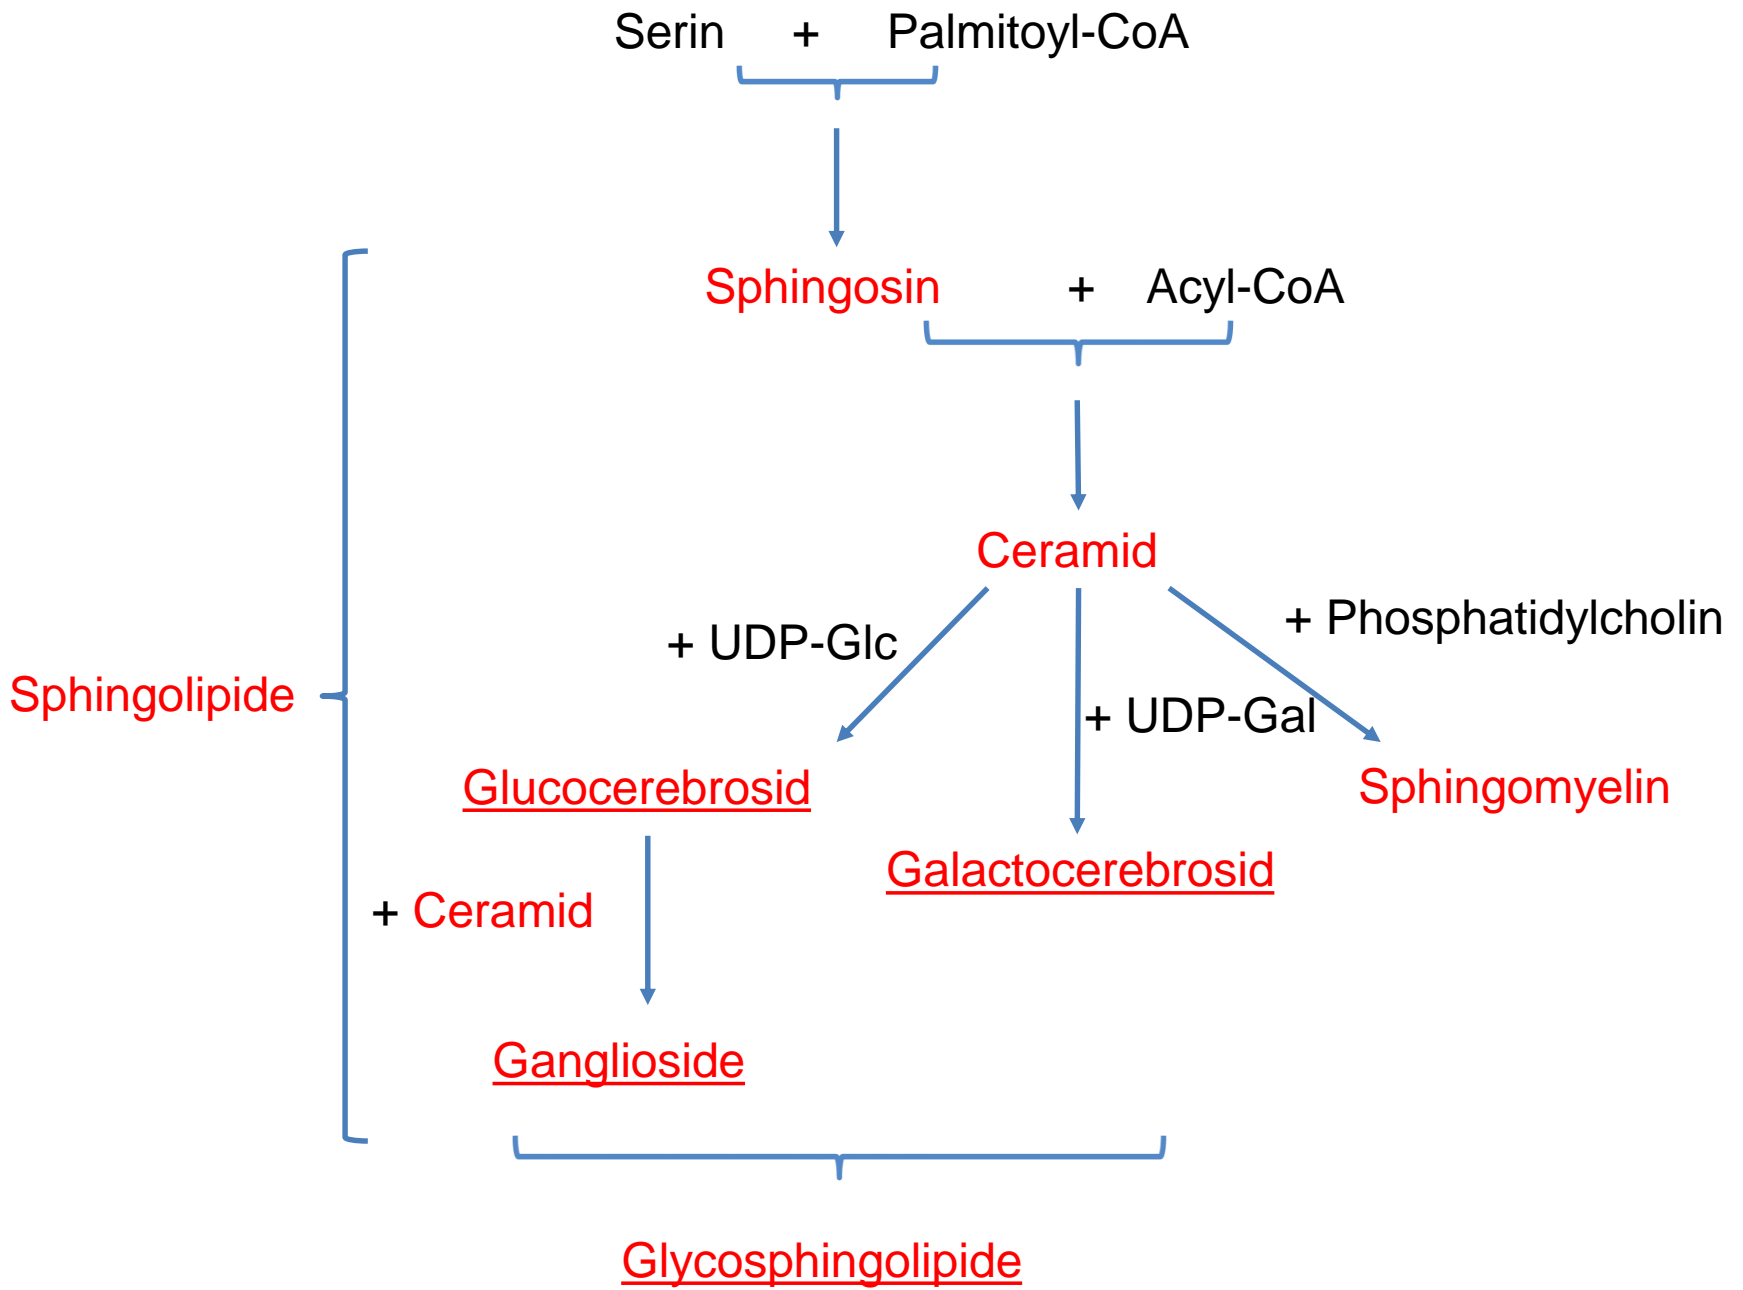 Serin + Palmitoyl-CoA
Sphingosin + Acyl-CoA
Ceramid
+ Phosphatidylcholin
+ UDP-Glc
Sphingolipide
+ UDP-Gal
Glucocerebrosid
Sphingomyelin
Galactocerebrosid
+ Ceramid
Ganglioside
Glycosphingolipide